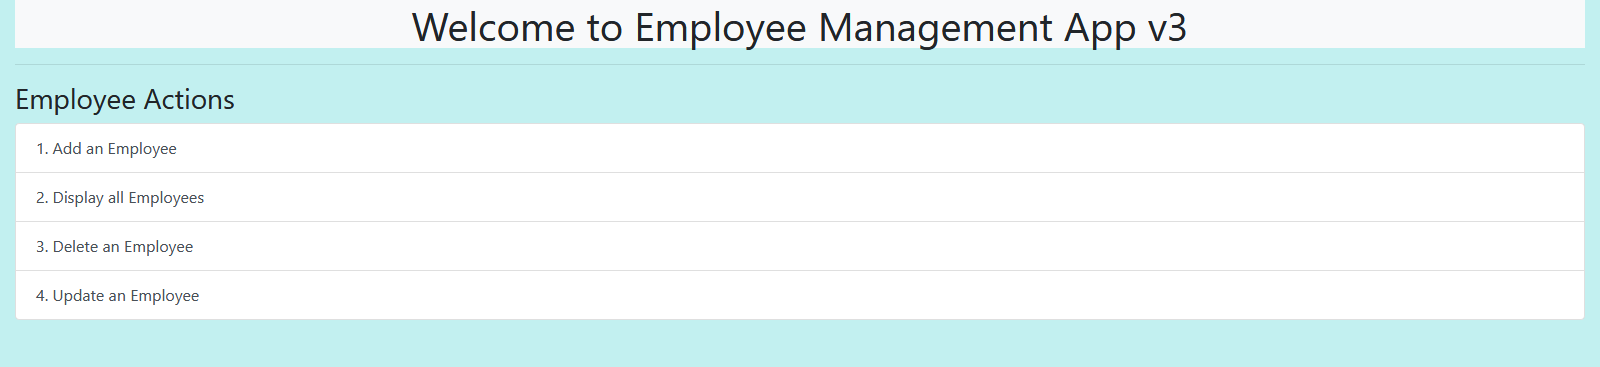 Welcome to Employee Management App v3
Employee Actions
1. Add an Employee
2. Display all Employees
3. Delete an Employee
4. Update an Employee